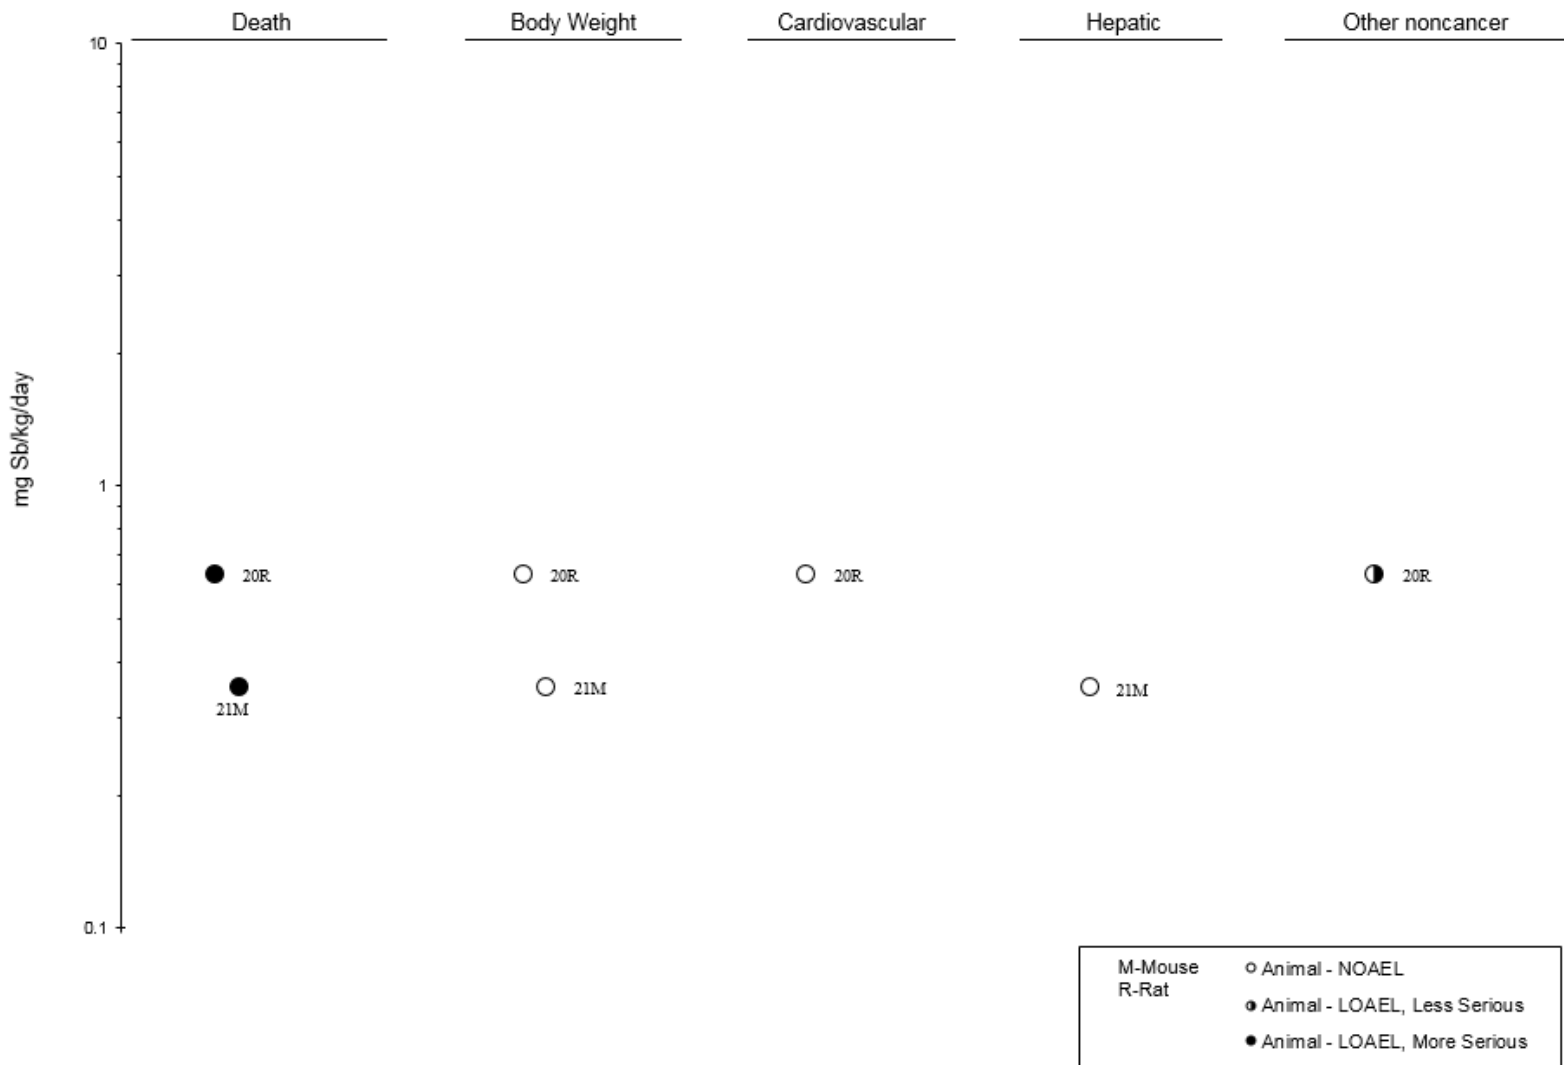 Death Body Weight Cardiovascular Hepatic Other noncancer
10
mg Sb/kg/day
1
20R 20R 20R 20R
21M 21M 21M
0.1
M-Mouse
R-Rat
Animal - NOAEL
Animal - LOAEL, Less Serious
Animal - LOAEL, More Serious